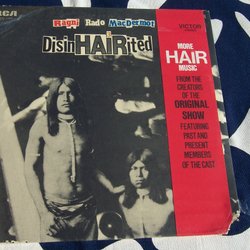 RCA
VICTOR
Ragni Rado MacDermot
DisinHAIRited
MORE
HAIR
MUSIC
FROM THE
CREATORS
OF THE
ORIGINAL
SHOW
FEATURING
PAST AND
PRESENT
MEMBERS
OF THE CAST